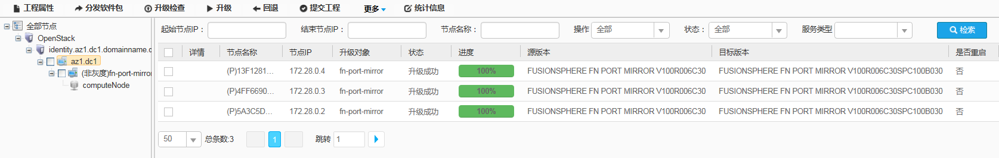 工程属性 分发软件包 升级检查 升级 回退 提交工程 更多 统计信息
全部节点
OpenStack
identity.az1.dc1.domainname.c
az1.dc1
(非灰度)fn-port-mirror
computeNode
起始节点IP： 结束节点IP： 节点名称： 操作 全部 状态： 全部 服务类型 检索
详情 节点名称 节点IP 升级对象 状态 进度 源版本 目标版本 是否重启
(P)13F1281... 172.28.0.4 fn-port-mirror 升级成功 100% FUSIONSPHERE FN PORT MIRROR V100R006C30 FUSIONSPHERE FN PORT MIRROR V100R006C30SPC100B030 否
(P)4FF6690... 172.28.0.3 fn-port-mirror 升级成功 100% FUSIONSPHERE FN PORT MIRROR V100R006C30 FUSIONSPHERE FN PORT MIRROR V100R006C30SPC100B030 否
(P)5A3C5D... 172.28.0.2 fn-port-mirror 升级成功 100% FUSIONSPHERE FN PORT MIRROR V100R006C30 FUSIONSPHERE FN PORT MIRROR V100R006C30SPC100B030 否
50 总条数:3 1 跳转 1